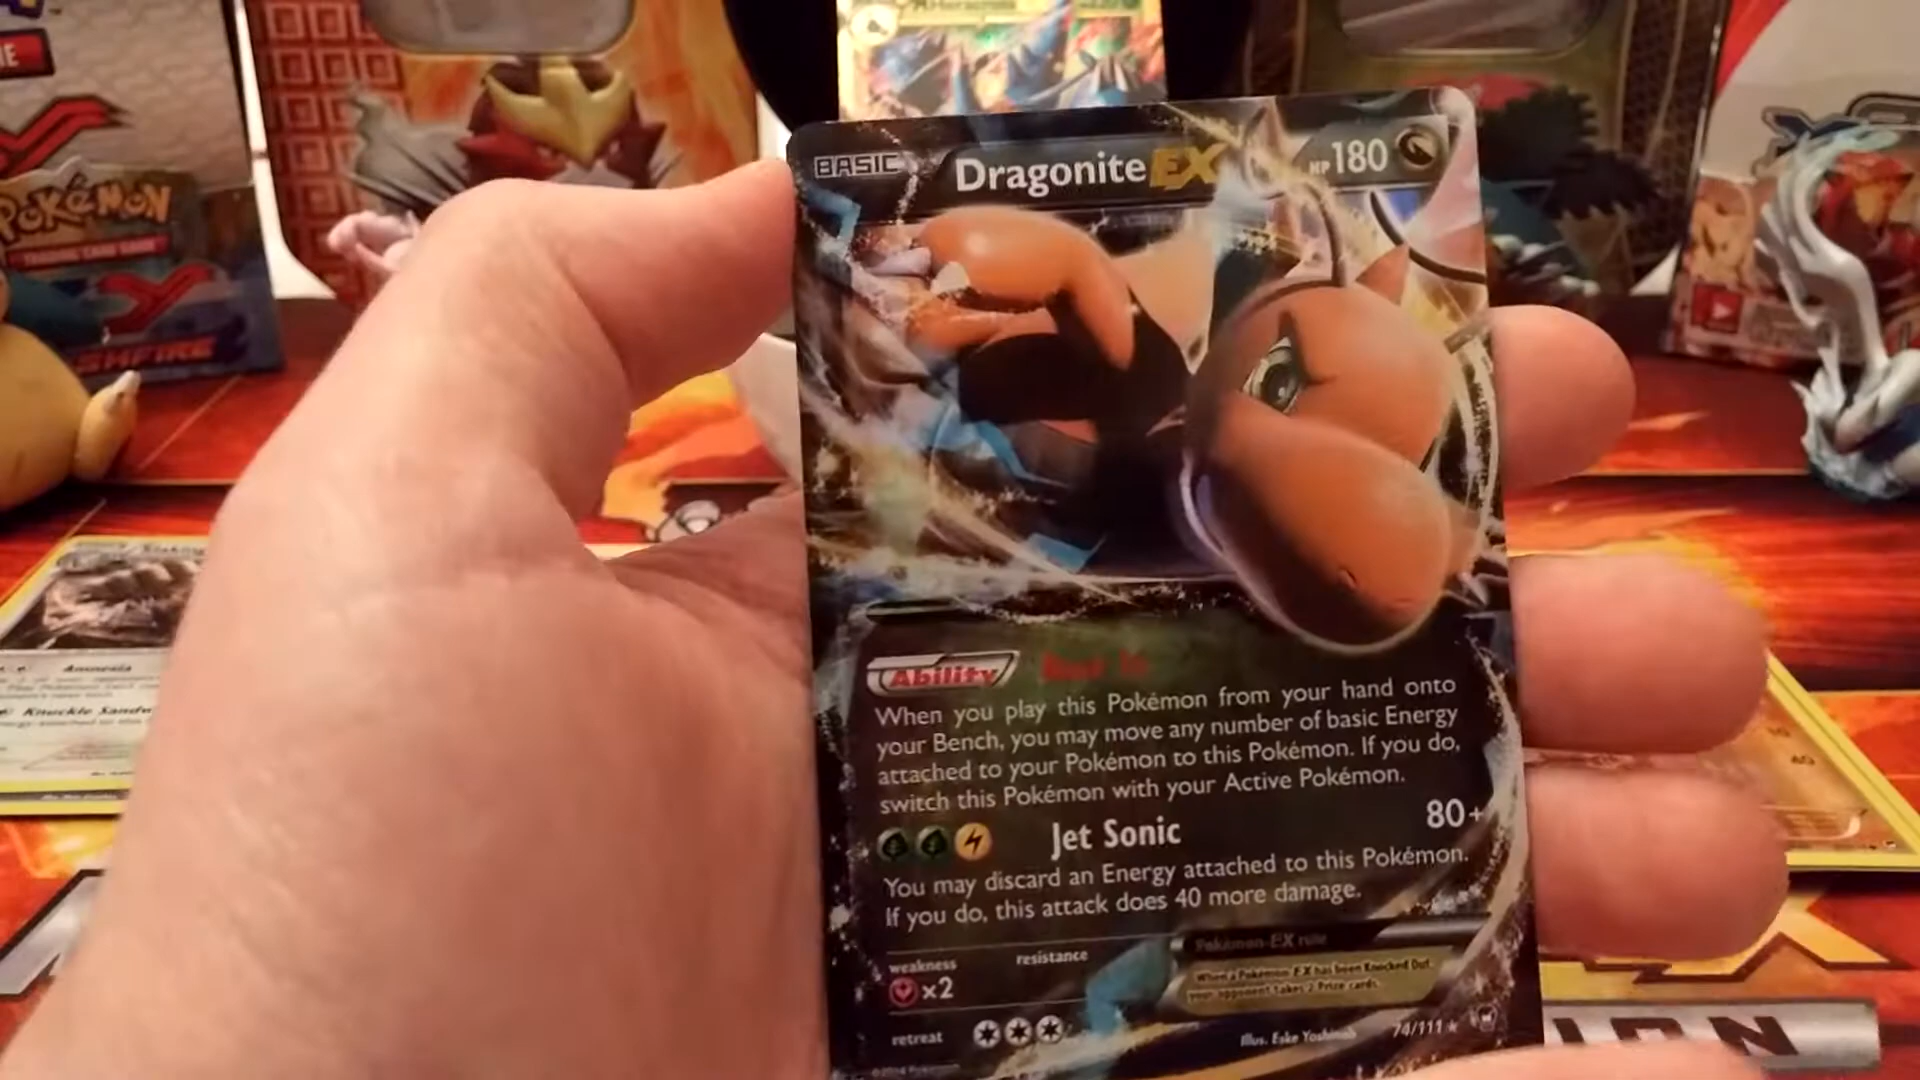 BASIC Dragonite EX HP 180
Ability
When you play this Pokémon from your hand onto
your Bench, you may move any number of basic Energy
attached to your Pokémon to this Pokémon. If you do,
switch this Pokémon with your Active Pokémon.
Jet Sonic 80+
You may discard an Energy attached to this Pokémon.
If you do, this attack does 40 more damage.
weakness resistance
x2
Pokémon-EX rule
When a Pokémon-EX has been Knocked Out,
your opponent takes 2 Prize cards.
retreat
Illus. Eske Yoshinob 74/111
POKéMON
TRADING CARD GAME
Amnesia
Knuckle Sandw